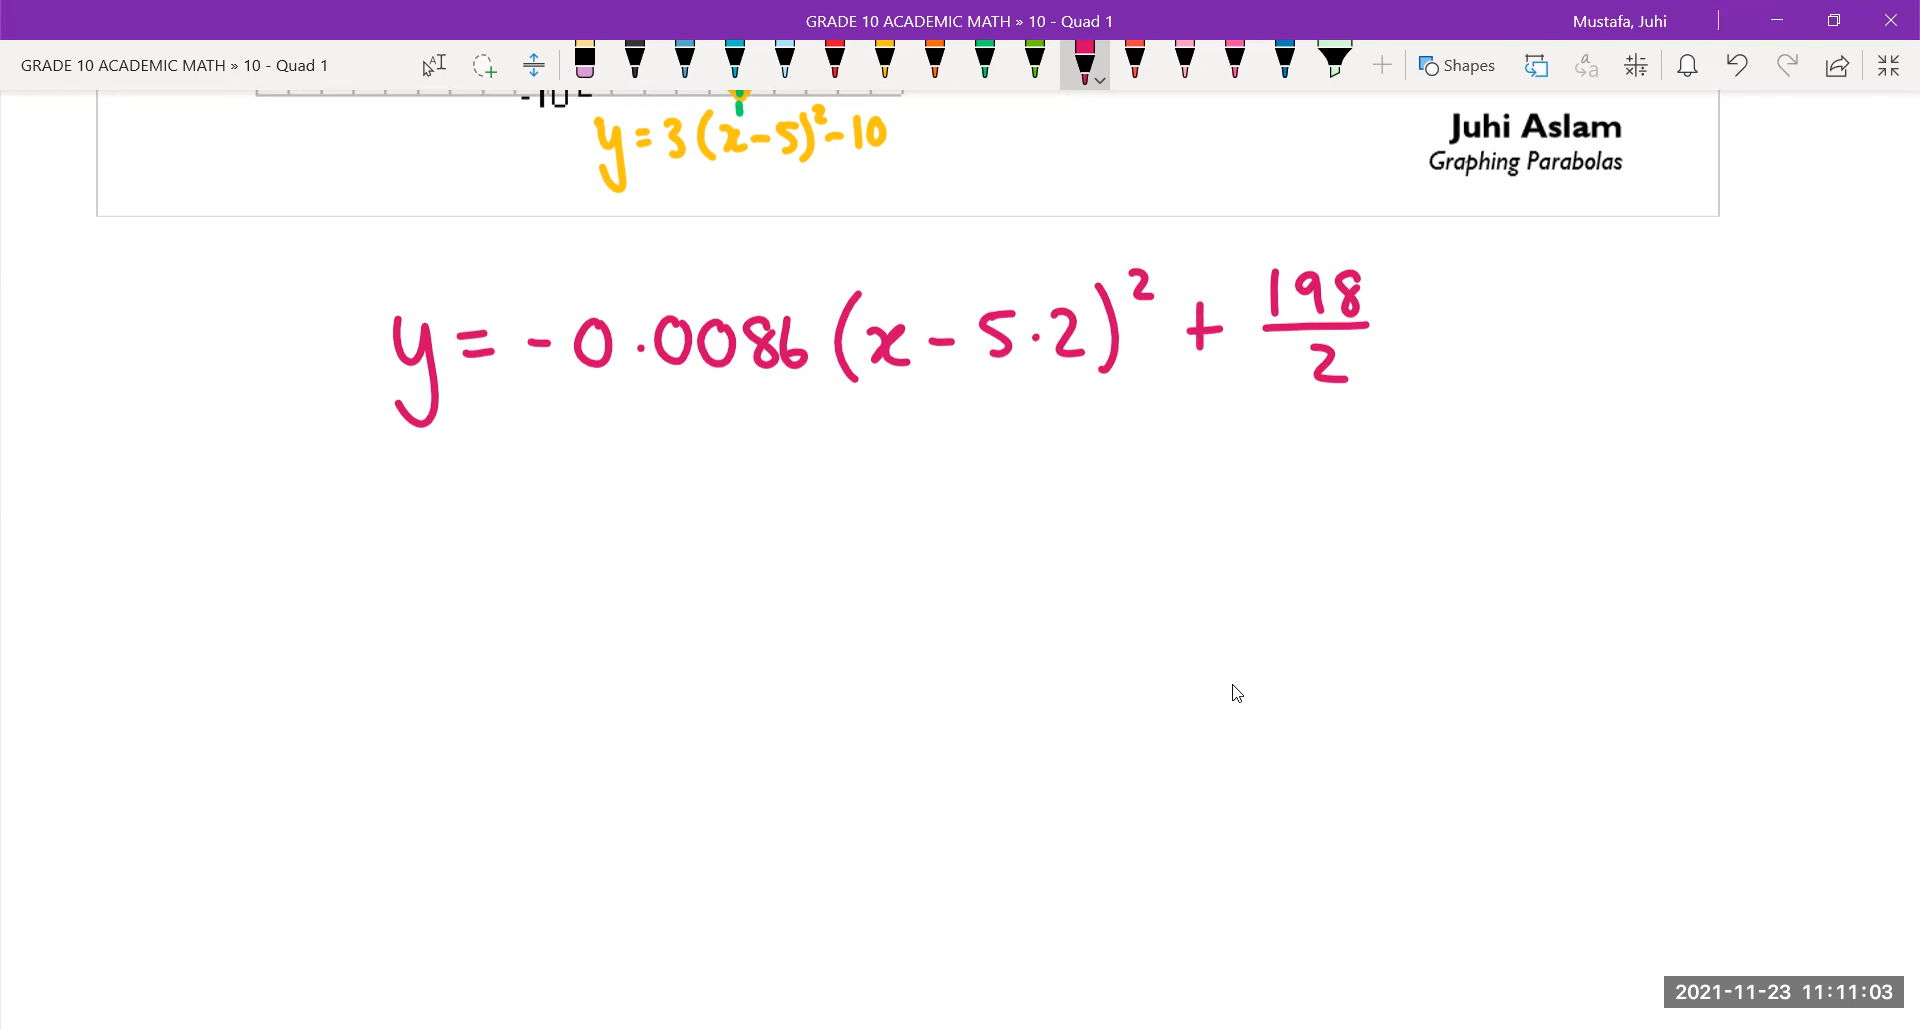 GRADE 10 ACADEMIC MATH » 10 - Quad 1
Mustafa, Juhi
GRADE 10 ACADEMIC MATH » 10 - Quad 1
Shapes
-10
y = 3(x-5)²-10
Juhi Aslam
Graphing Parabolas
y = -0.0086(x-5.2)² + 198/2
2021-11-23 11:11:03